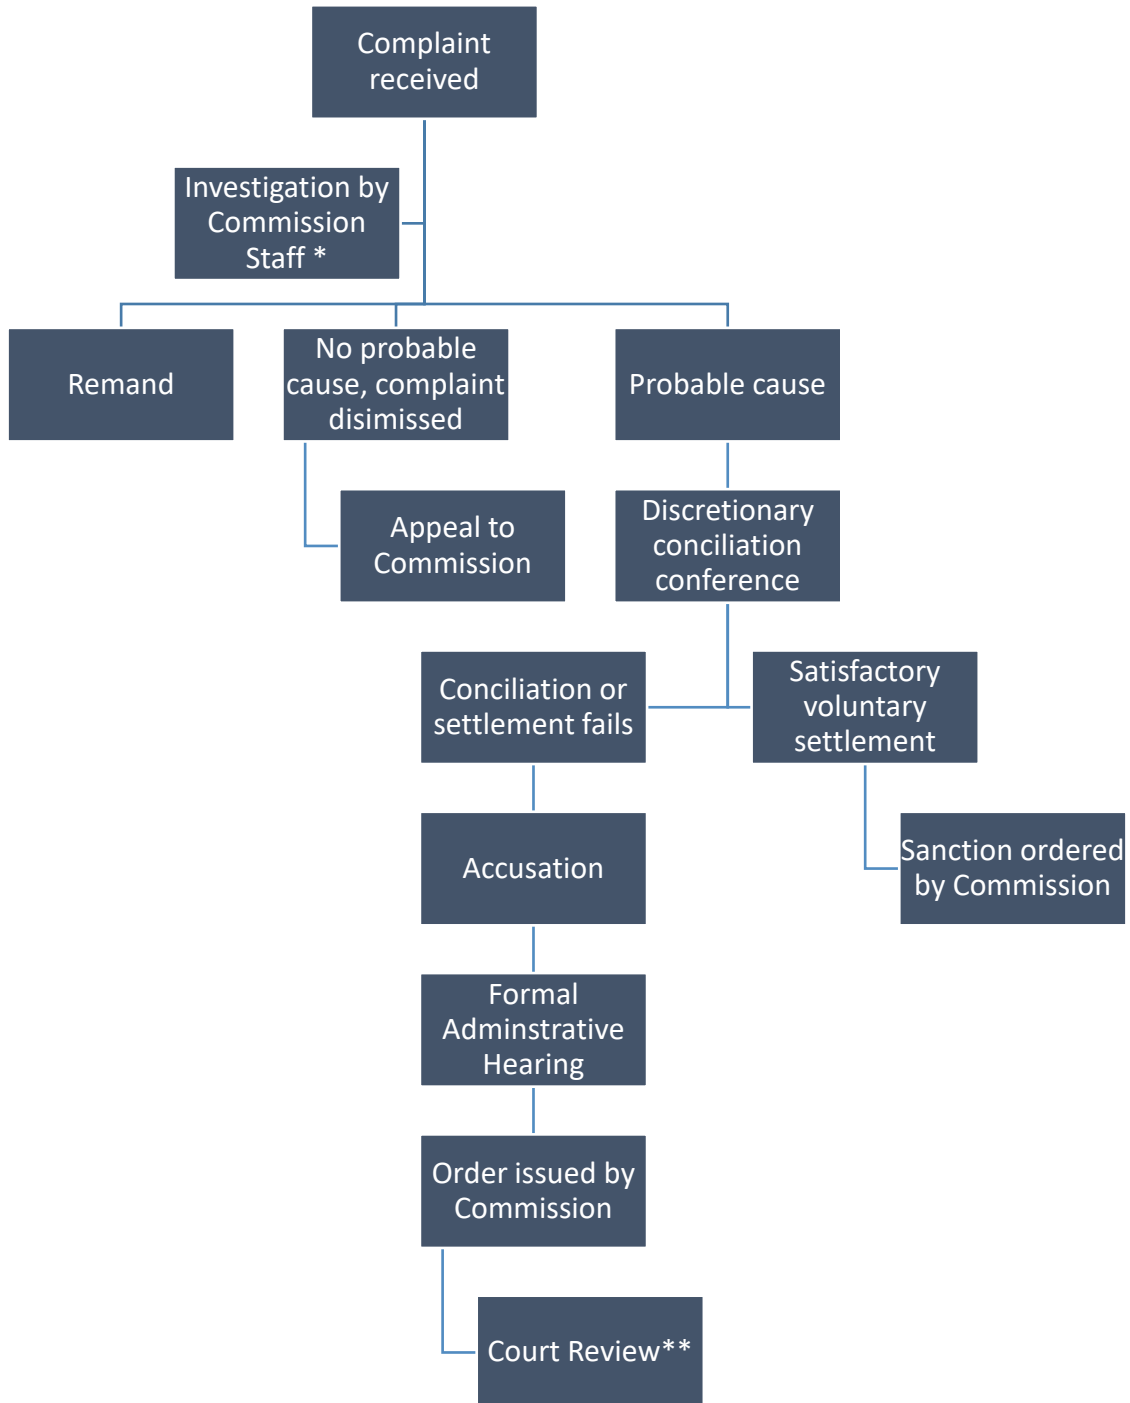 Complaint
received
Investigation by
Commission
Staff *
Remand
No probable
cause, complaint
disimissed
Probable cause
Appeal to
Commission
Discretionary
conciliation
conference
Conciliation or
settlement fails
Satisfactory
voluntary
settlement
Accusation
Sanction ordered
by Commission
Formal
Adminstrative
Hearing
Order issued by
Commission
Court Review**